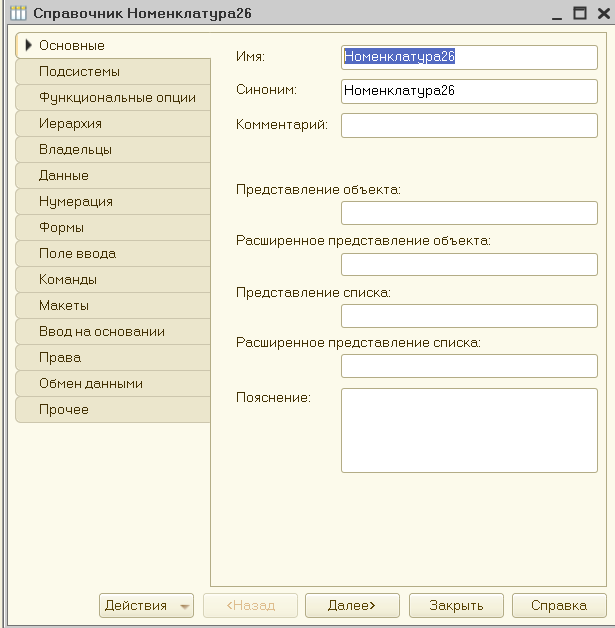 Справочник Номенклатура26
Основные
Подсистемы
Функциональные опции
Иерархия
Владельцы
Данные
Нумерация
Формы
Поле ввода
Команды
Макеты
Ввод на основании
Права
Обмен данными
Прочее
Имя: Номенклатура26
Синоним: Номенклатура26
Комментарий:
Представление объекта:
Расширенное представление объекта:
Представление списка:
Расширенное представление списка:
Пояснение:
Действия <Назад Далее> Закрыть Справка